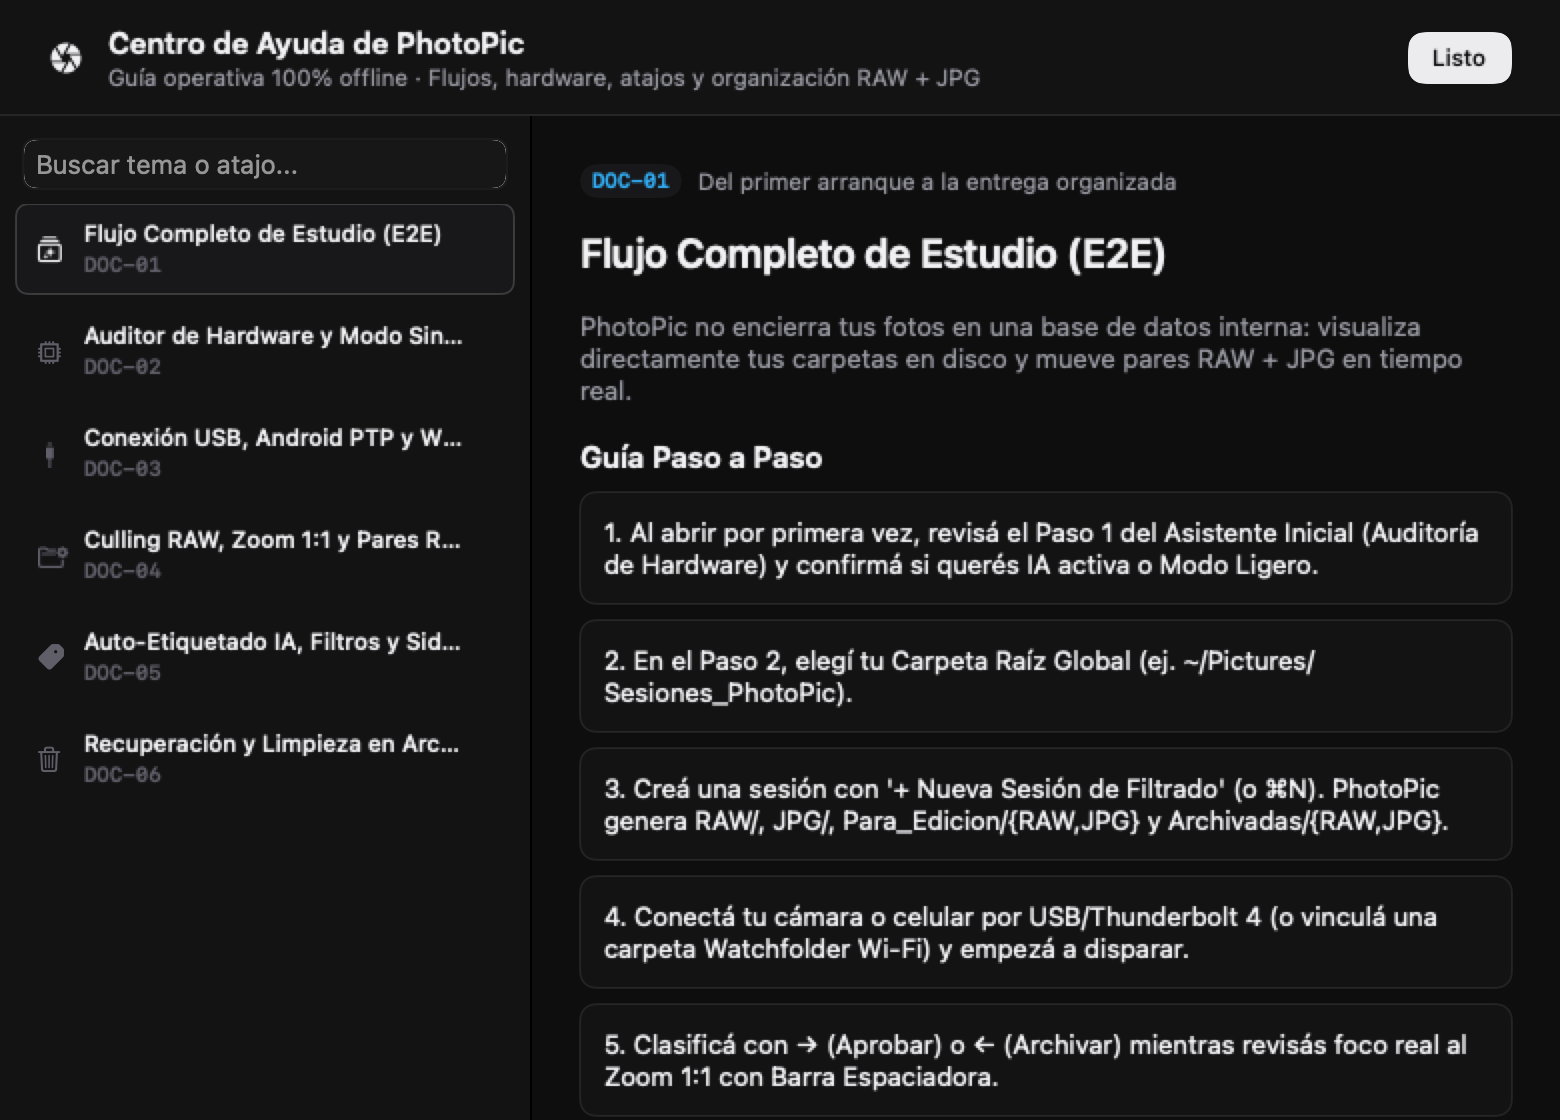 Centro de Ayuda de PhotoPic
Guía operativa 100% offline · Flujos, hardware, atajos y organización RAW + JPG
Listo
Buscar tema o atajo...
Flujo Completo de Estudio (E2E)
DOC-01
Auditor de Hardware y Modo Sin...
DOC-02
Conexión USB, Android PTP y W...
DOC-03
Culling RAW, Zoom 1:1 y Pares R...
DOC-04
Auto-Etiquetado IA, Filtros y Sid...
DOC-05
Recuperación y Limpieza en Arc...
DOC-06
DOC-01 Del primer arranque a la entrega organizada
Flujo Completo de Estudio (E2E)
PhotoPic no encierra tus fotos en una base de datos interna: visualiza
directamente tus carpetas en disco y mueve pares RAW + JPG en tiempo
real.
Guía Paso a Paso
1. Al abrir por primera vez, revisá el Paso 1 del Asistente Inicial (Auditoría
de Hardware) y confirmá si querés IA activa o Modo Ligero.
2. En el Paso 2, elegí tu Carpeta Raíz Global (ej. ~/Pictures/
Sesiones_PhotoPic).
3. Creá una sesión con '+ Nueva Sesión de Filtrado' (o ⌘N). PhotoPic
genera RAW/, JPG/, Para_Edicion/{RAW,JPG} y Archivadas/{RAW,JPG}.
4. Conectá tu cámara o celular por USB/Thunderbolt 4 (o vinculá una
carpeta Watchfolder Wi-Fi) y empezá a disparar.
5. Clasificá con → (Aprobar) o ← (Archivar) mientras revisás foco real al
Zoom 1:1 con Barra Espaciadora.